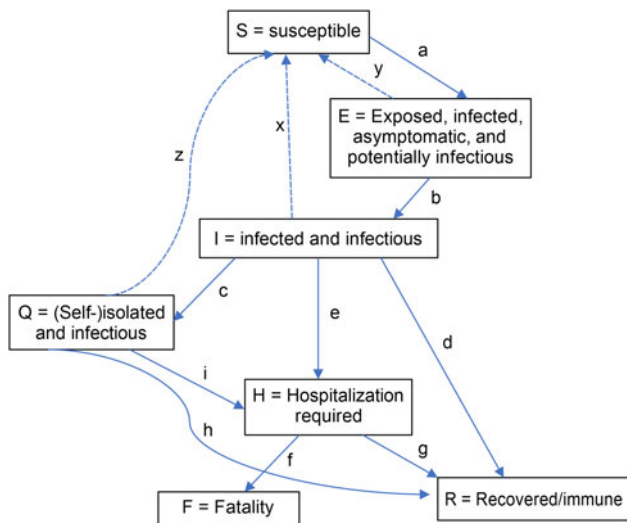 S = susceptible
a
y
E = Exposed, infected,
asymptomatic, and
potentially infectious
x
z
b
I = infected and infectious
c
Q = (Self-)isolated
and infectious
e
d
i
H = Hospitalization
required
h
f
g
F = Fatality
R = Recovered/immune